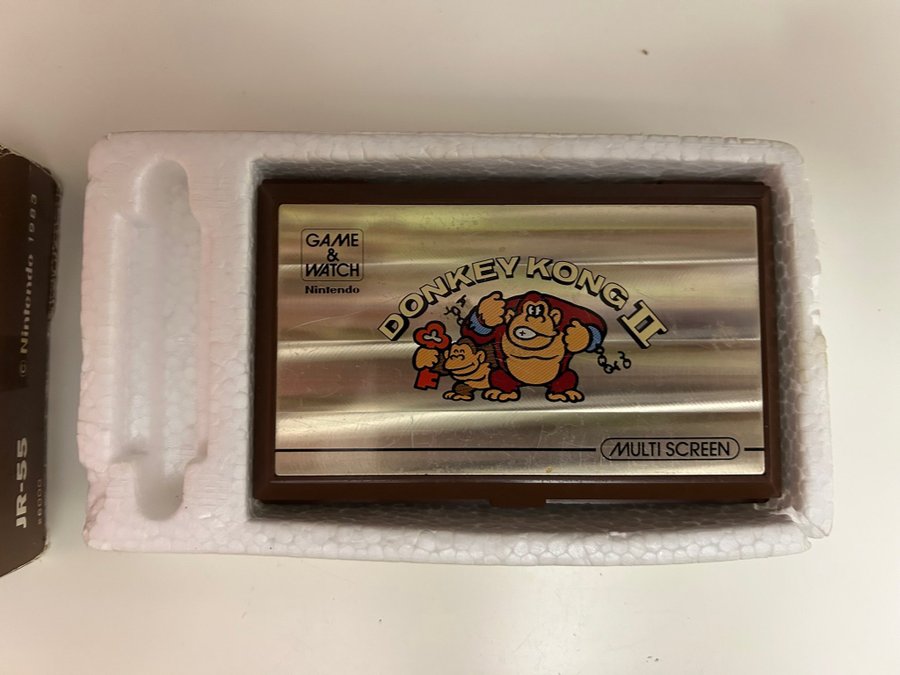 GAME
&
WATCH
Nintendo
DONKEY KONG II
MULTI SCREEN
© Nintendo 1983
JR-55